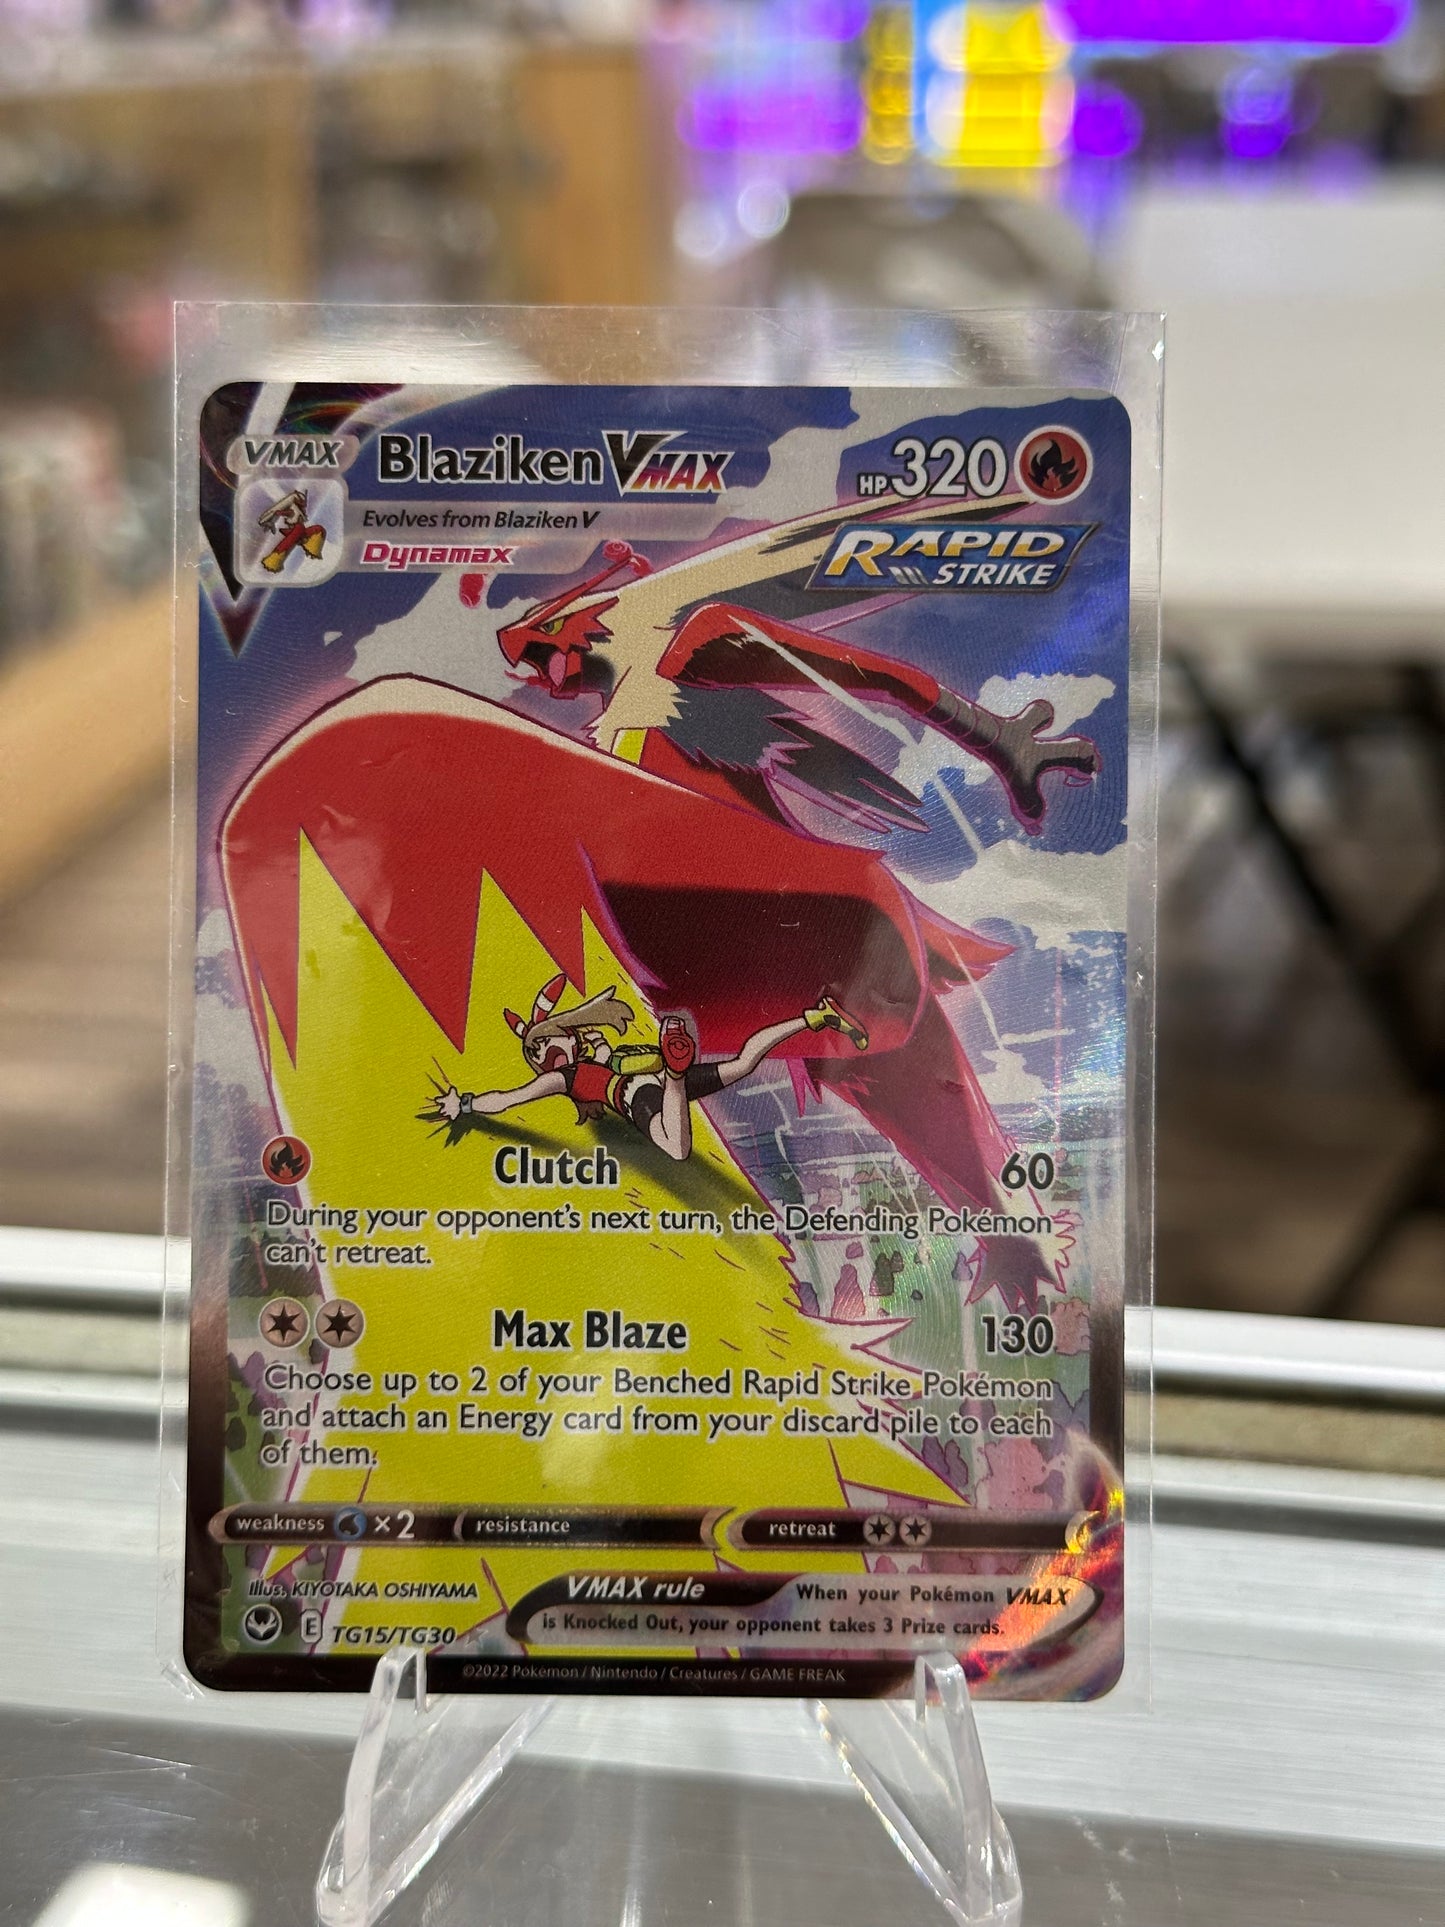 VMAX
Blaziken VMAX
HP 320
Evolves from Blaziken V
Dynamax
RAPID
STRIKE
Clutch 60
During your opponent's next turn, the Defending Pokémon
can't retreat.
Max Blaze 130
Choose up to 2 of your Benched Rapid Strike Pokémon
and attach an Energy card from your discard pile to each
of them.
weakness ×2 resistance retreat
Illus. KIYOTAKA OSHIYAMA
VMAX rule When your Pokémon VMAX
is Knocked Out, your opponent takes 3 Prize cards.
E TG15/TG30
©2022 Pokémon / Nintendo / Creatures / GAME FREAK